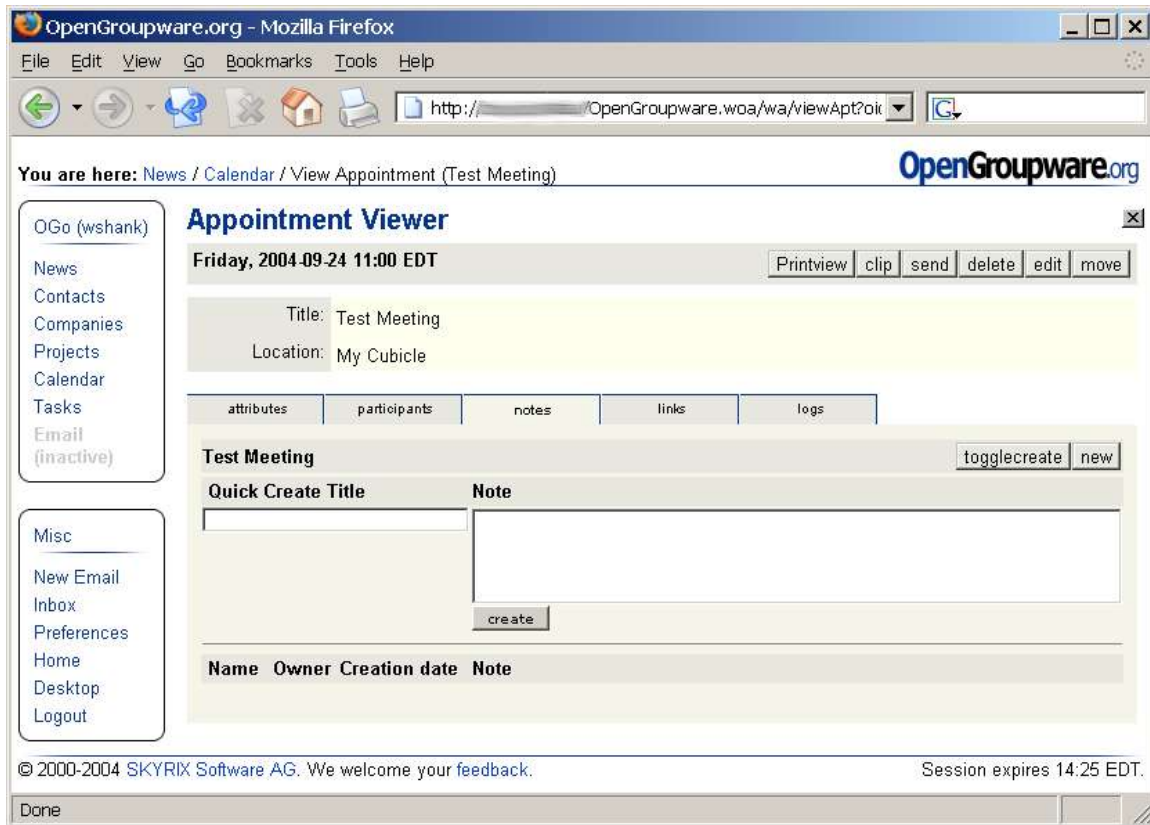 OpenGroupware.org - Mozilla Firefox
File Edit View Go Bookmarks Tools Help
http:// /OpenGroupware.woa/wa/viewApt?oid G
You are here: News / Calendar / View Appointment (Test Meeting)
OpenGroupware.org
OGo (wshank)
News
Contacts
Companies
Projects
Calendar
Tasks
Email
(inactive)
Misc
New Email
Inbox
Preferences
Home
Desktop
Logout
Appointment Viewer
Friday, 2004-09-24 11:00 EDT
Printview clip send delete edit move
Title: Test Meeting
Location: My Cubicle
attributes participants notes links logs
Test Meeting
togglecreate new
Quick Create Title Note
create
Name Owner Creation date Note
© 2000-2004 SKYRIX Software AG. We welcome your feedback.
Session expires 14:25 EDT.
Done